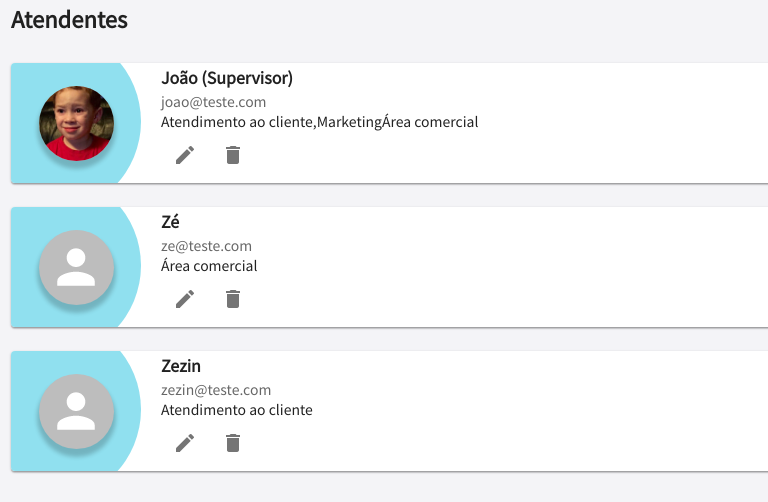 Atendentes
João (Supervisor)
joao@teste.com
Atendimento ao cliente,MarketingÁrea comercial
Zé
ze@teste.com
Área comercial
Zezin
zezin@teste.com
Atendimento ao cliente